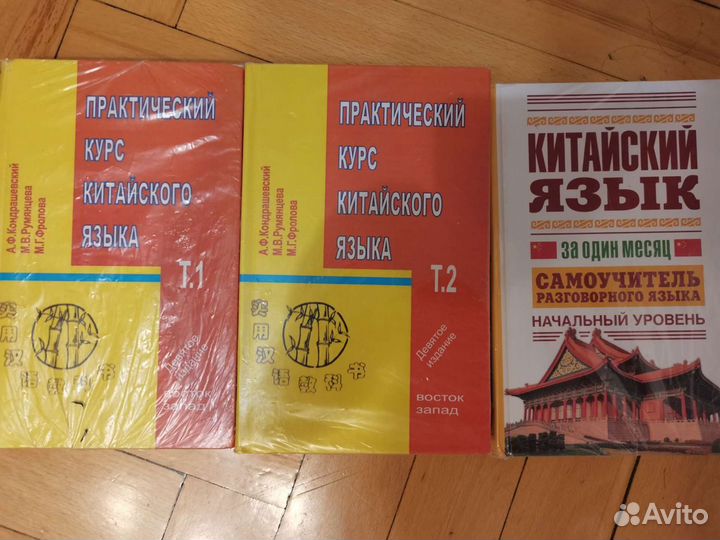 ПРАКТИЧЕСКИЙ
КУРС
КИТАЙСКОГО
ЯЗЫКА
А.Ф.Кондрашевский
М.В.Румянцева
М.Г.Фролова
Т.1
实用汉语教科书
Девятое
издание
ВОСТОК
ЗАПАД
ПРАКТИЧЕСКИЙ
КУРС
КИТАЙСКОГО
ЯЗЫКА
А.Ф.Кондрашевский
М.В.Румянцева
М.Г.Фролова
Т.2
实用汉语教科书
Девятое
издание
ВОСТОК
ЗАПАД
КИТАЙСКИЙ
ЯЗЫК
ЗА ОДИН МЕСЯЦ
САМОУЧИТЕЛЬ
РАЗГОВОРНОГО ЯЗЫКА
НАЧАЛЬНЫЙ УРОВЕНЬ
Avito